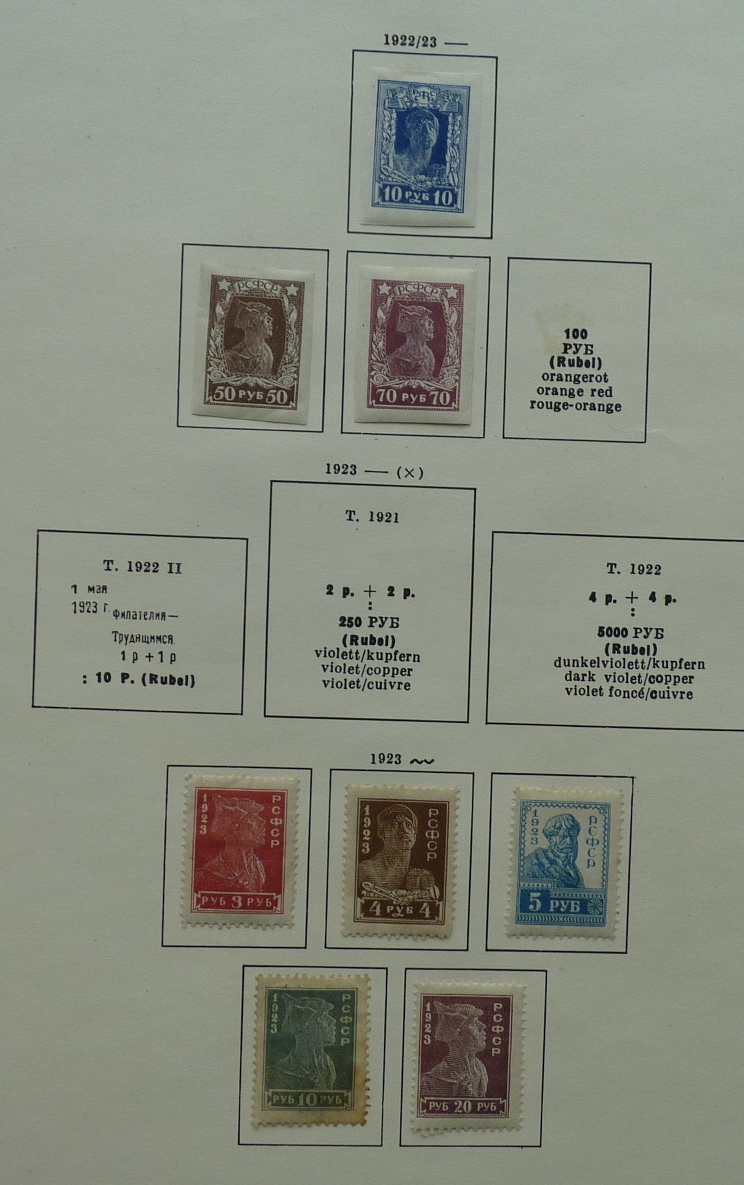 1922/23 —
РСФСР
10 РУБ 10
РСФСР
50 РУБ 50
РСФСР
70 РУБ 70
100
РУБ
(Rubel)
orangerot
orange red
rouge-orange
1923 — (×)
Т. 1922 II
1 мая
1923 г. Филателия—
Трудящимся
1 р + 1 р
: 10 Р. (Rubel)
Т. 1921
2 р. + 2 р.
:
250 РУБ
(Rubel)
violett/kupfern
violet/copper
violet/cuivre
Т. 1922
4 р. + 4 р.
:
5000 РУБ
(Rubel)
dunkelviolett/kupfern
dark violet/copper
violet foncé/cuivre
1923 ~~
1923
РСФСР
РУБ 3 РУБ
1923
РСФСР
4 РУБ 4
1923
РСФСР
5 РУБ
1923
РСФСР
РУБ 10 РУБ
1923
РСФСР
РУБ 20 РУБ